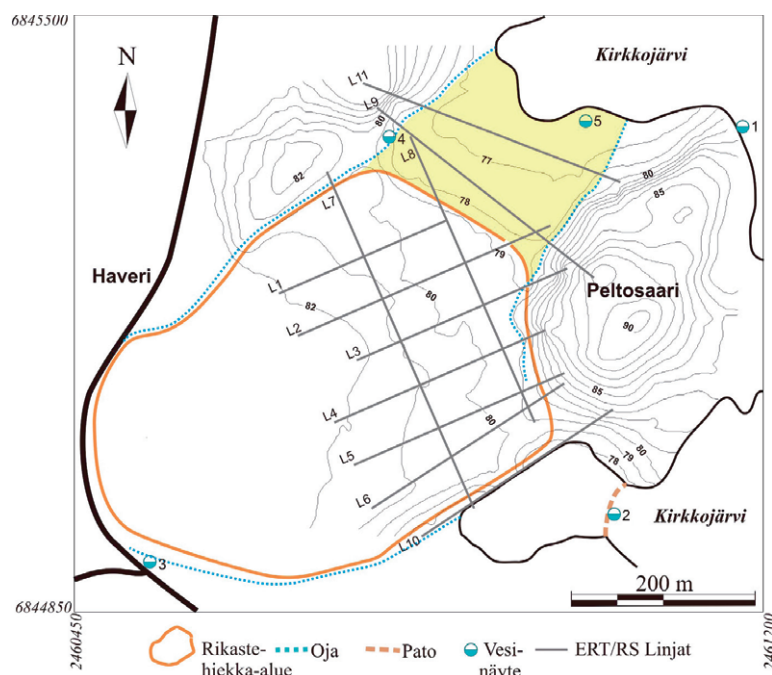 6845500
N
Kirkkojärvi
L11
L9
80
4
L8
5
1
77
82
80
85
L7
78
79
Haveri
L1
82
80
L2
Peltosaari
90
L3
L4
85
80
L5
80
79
78
L6
2
Kirkkojärvi
L10
3
200 m
6844850
2460450
2461200
Rikaste-
hiekka-alue
Oja
Pato
Vesi-
näyte
ERT/RS Linjat